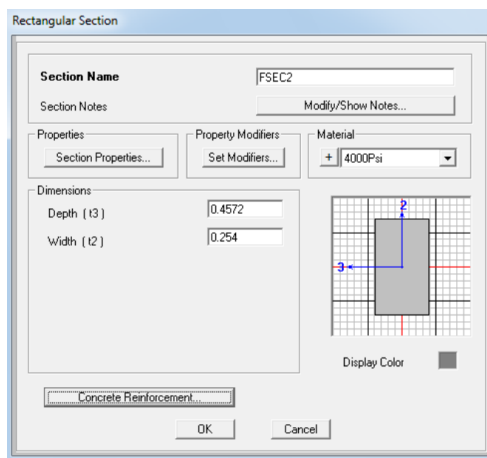 Rectangular Section
Section Name FSEC2
Section Notes Modify/Show Notes...
Properties Property Modifiers Material
Section Properties... Set Modifiers... + 4000Psi
Dimensions
Depth ( t3 ) 0.4572
Width ( t2 ) 0.254
2
3
Display Color
Concrete Reinforcement...
OK Cancel